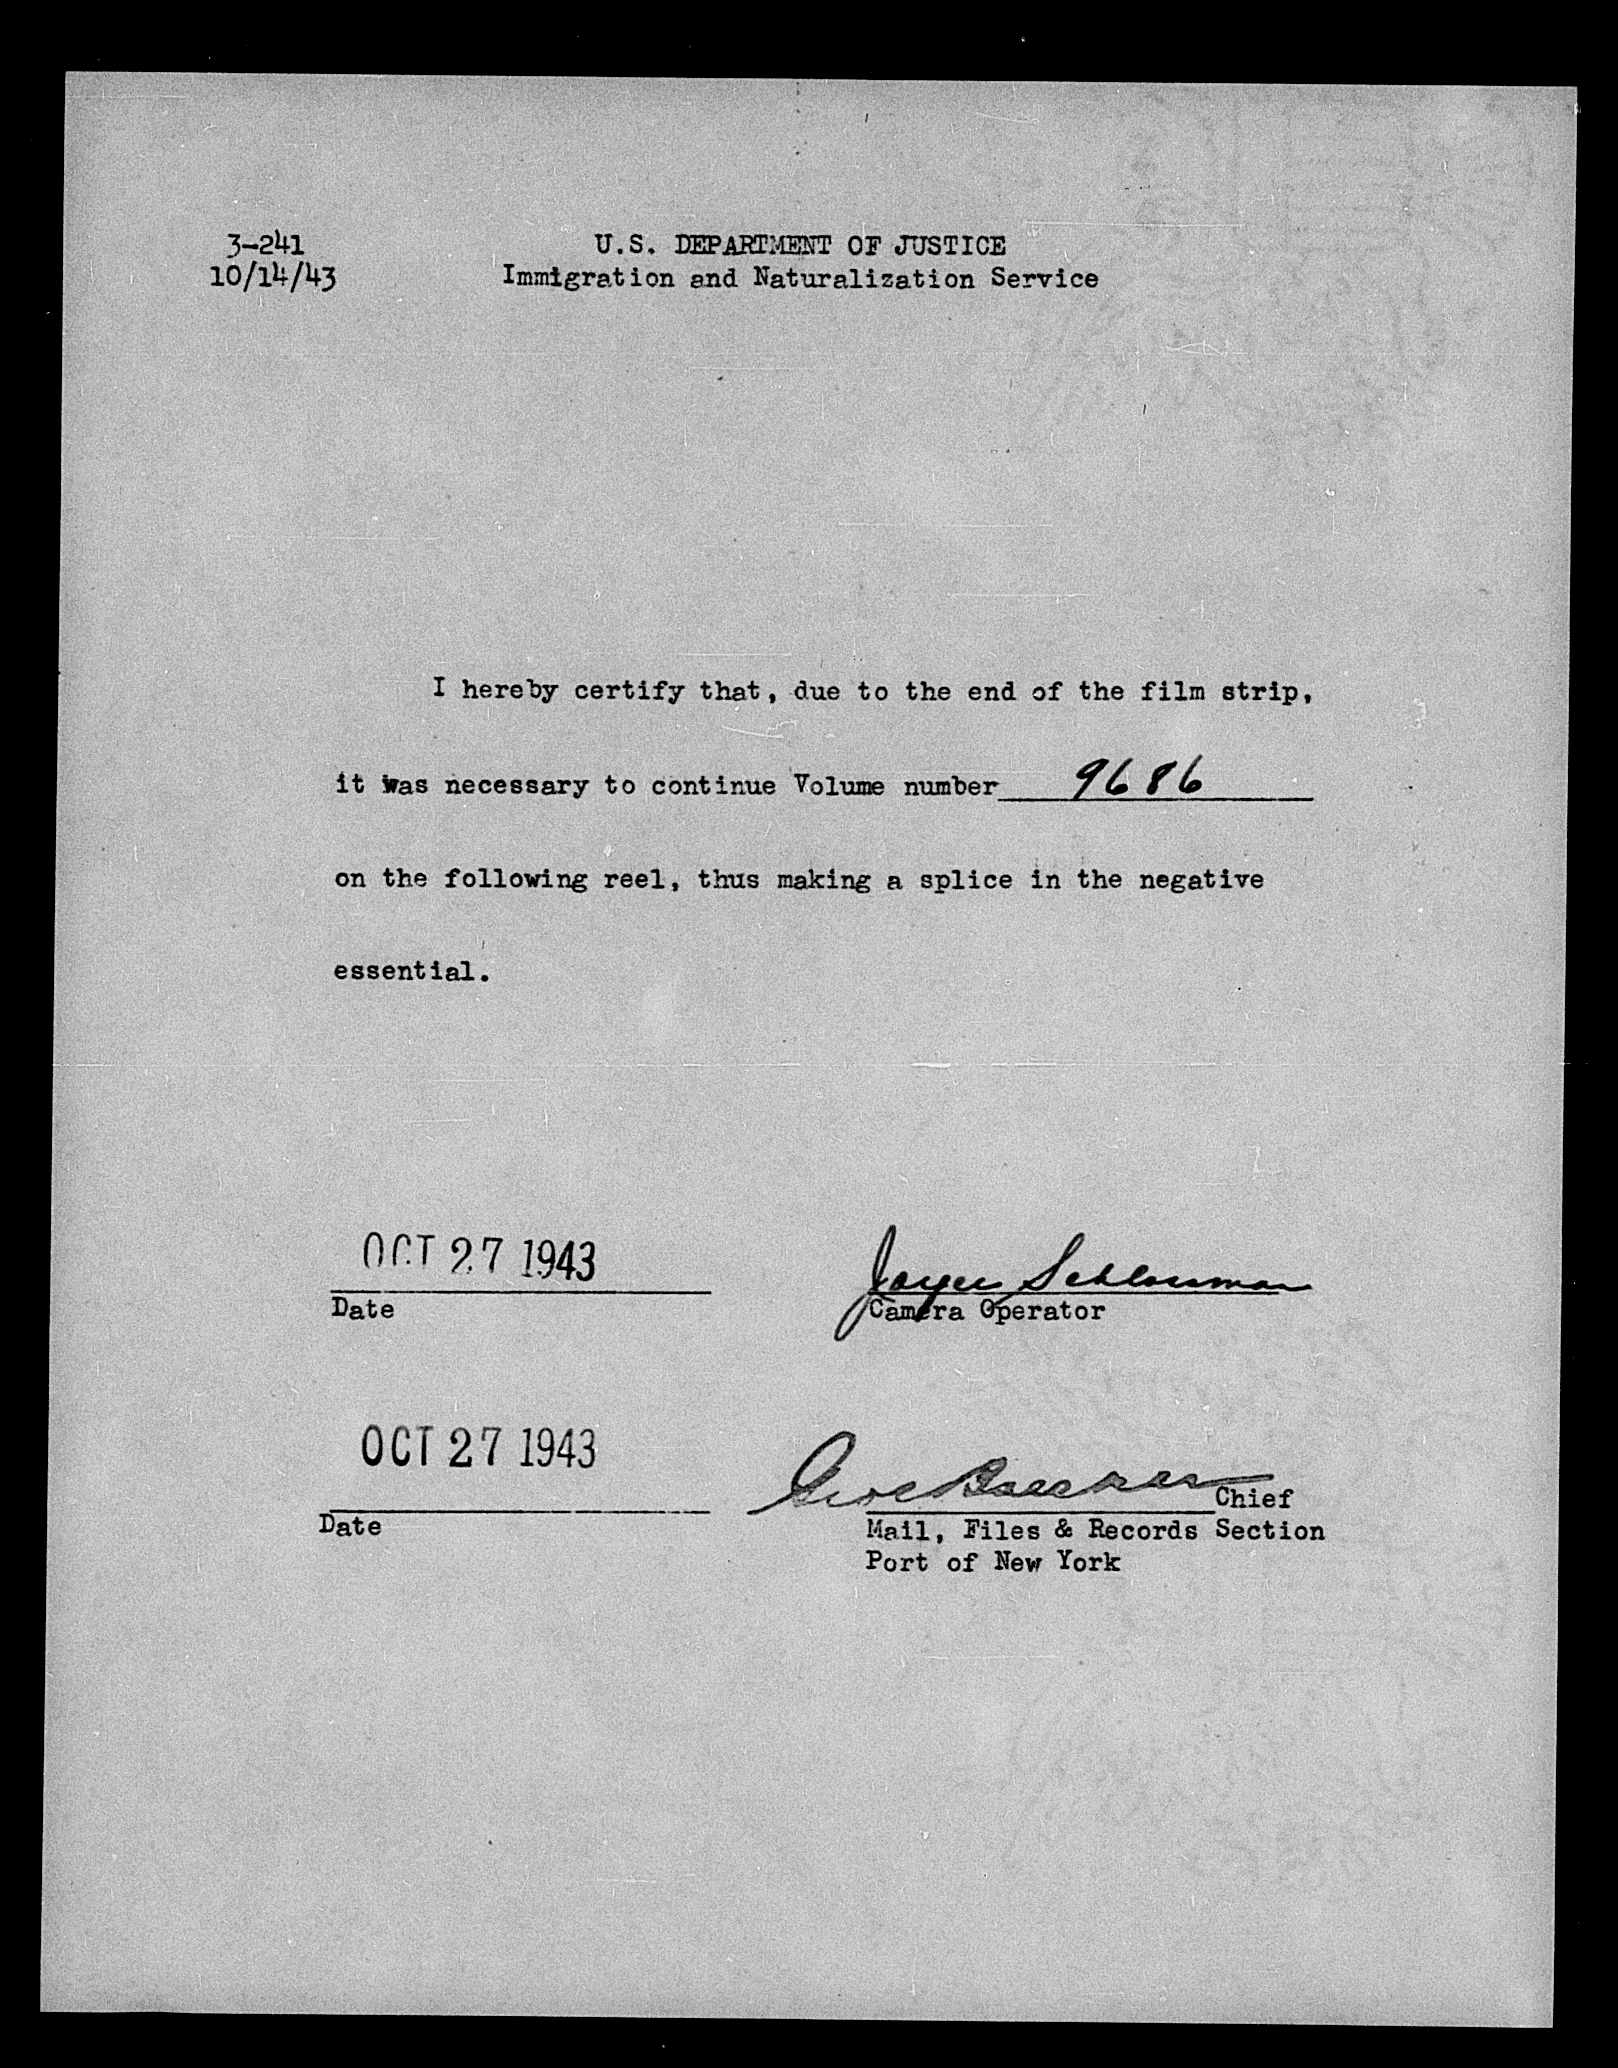 3-241
10/14/43
U.S. DEPARTMENT OF JUSTICE
Immigration and Naturalization Service
I hereby certify that, due to the end of the film strip,
it was necessary to continue Volume number 9686
on the following reel, thus making a splice in the negative
essential.
OCT 27 1943
Date
Joyce Schlossman
Camera Operator
OCT 27 1943
Date
Chief
Mail, Files & Records Section
Port of New York